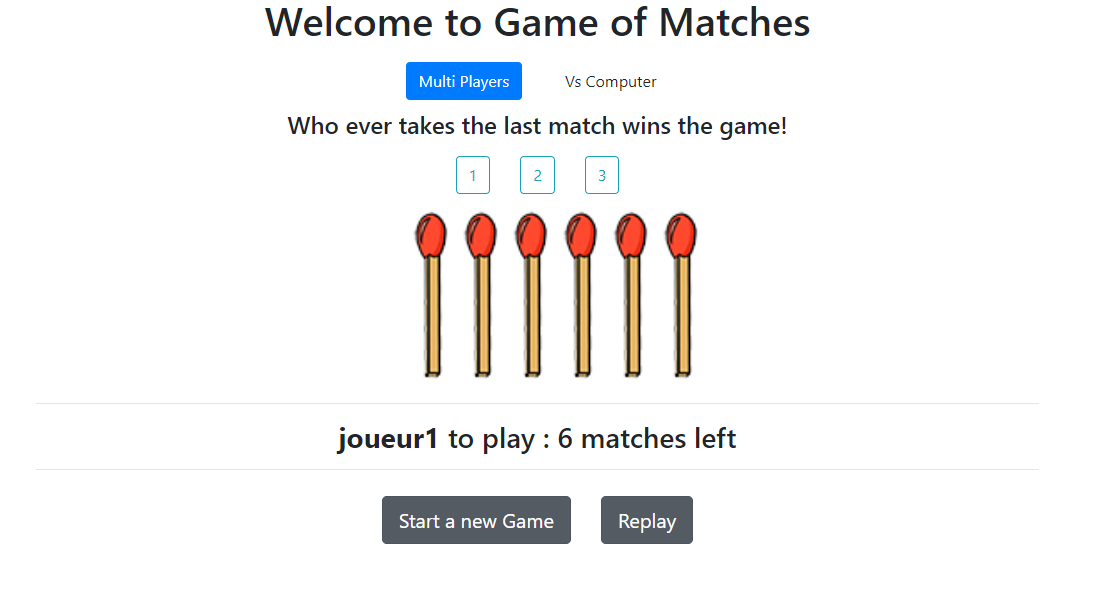 Welcome to Game of Matches
Multi Players Vs Computer
Who ever takes the last match wins the game!
1 2 3
joueur1 to play : 6 matches left
Start a new Game Replay